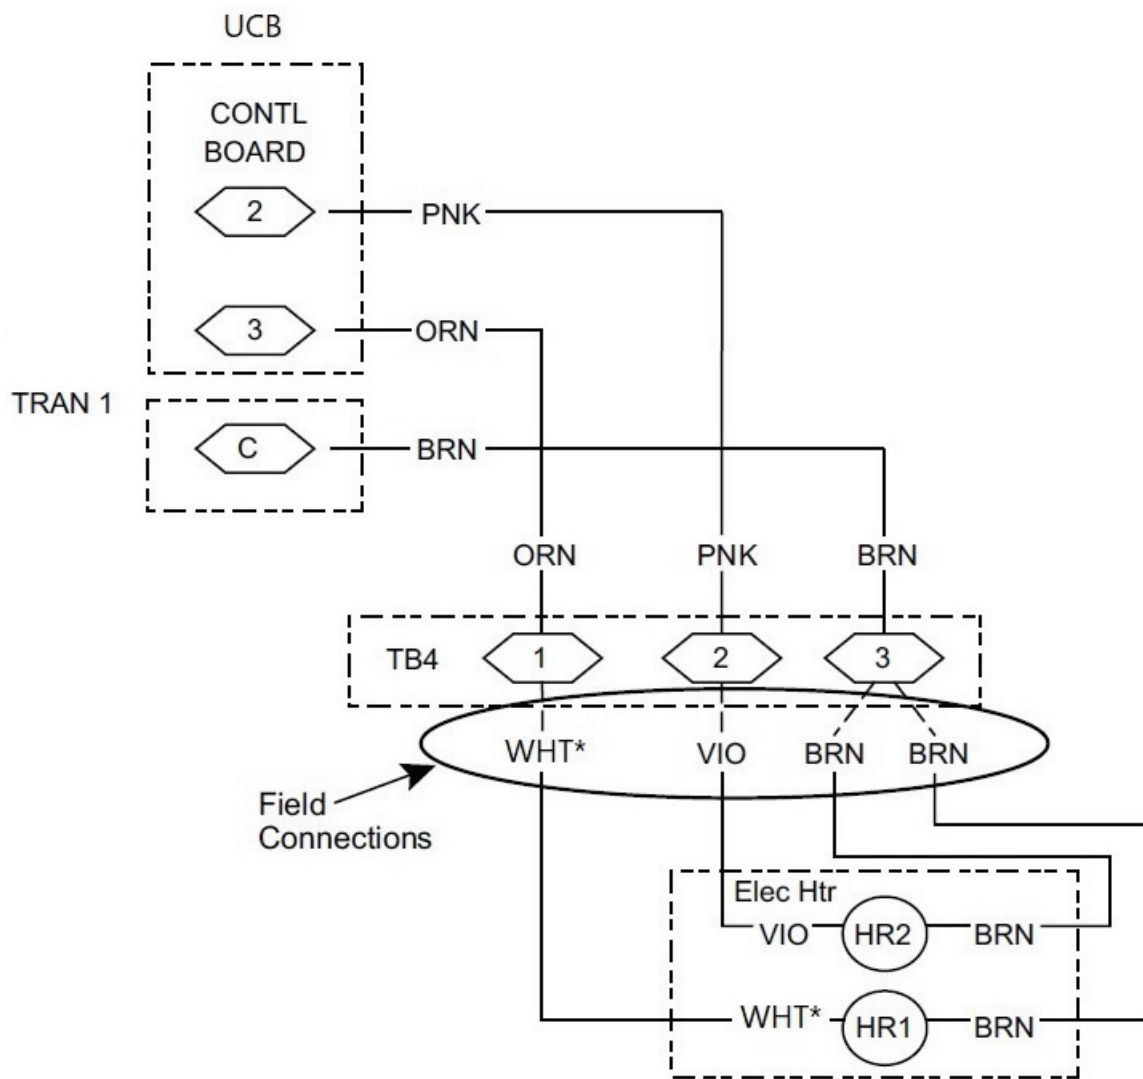 UCB
CONTL
BOARD
2 PNK
3 ORN
TRAN 1
C BRN
ORN PNK BRN
TB4 1 2 3
WHT* VIO BRN BRN
Field
Connections
Elec Htr
VIO HR2 BRN
WHT* HR1 BRN